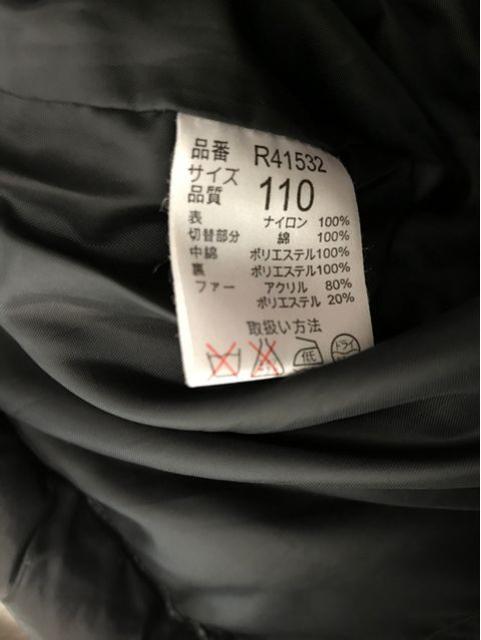 品番 R41532
サイズ 110
品質
表 ナイロン 100%
切替部分 綿 100%
中綿 ポリエステル100%
裏 ポリエステル100%
ファー アクリル 80%
ポリエステル 20%
取扱い方法
低 ドライ